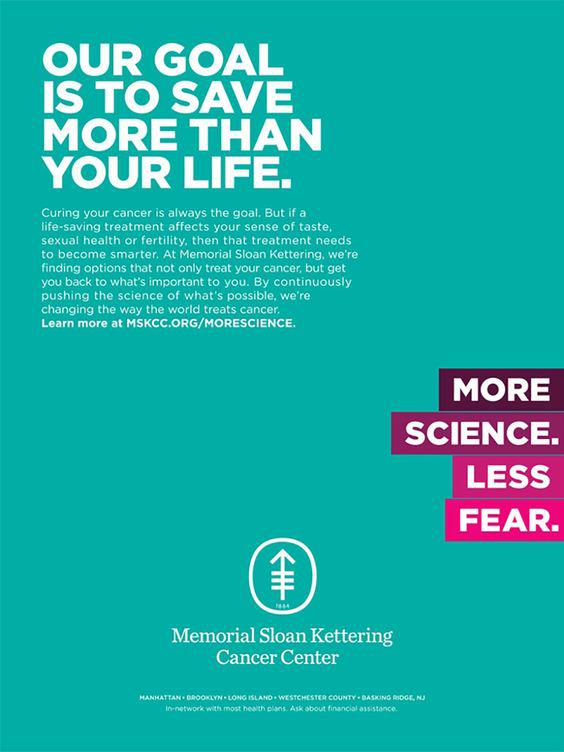 OUR GOAL
IS TO SAVE
MORE THAN
YOUR LIFE.
Curing your cancer is always the goal. But if a
life-saving treatment affects your sense of taste,
sexual health or fertility, then that treatment needs
to become smarter. At Memorial Sloan Kettering, we're
finding options that not only treat your cancer, but get
you back to what's important to you. By continuously
pushing the science of what's possible, we're
changing the way the world treats cancer.
Learn more at MSKCC.ORG/MORESCIENCE.
MORE
SCIENCE.
LESS
FEAR.
1884
Memorial Sloan Kettering
Cancer Center
MANHATTAN • BROOKLYN • LONG ISLAND • WESTCHESTER COUNTY • BASKING RIDGE, NJ
In-network with most health plans. Ask about financial assistance.